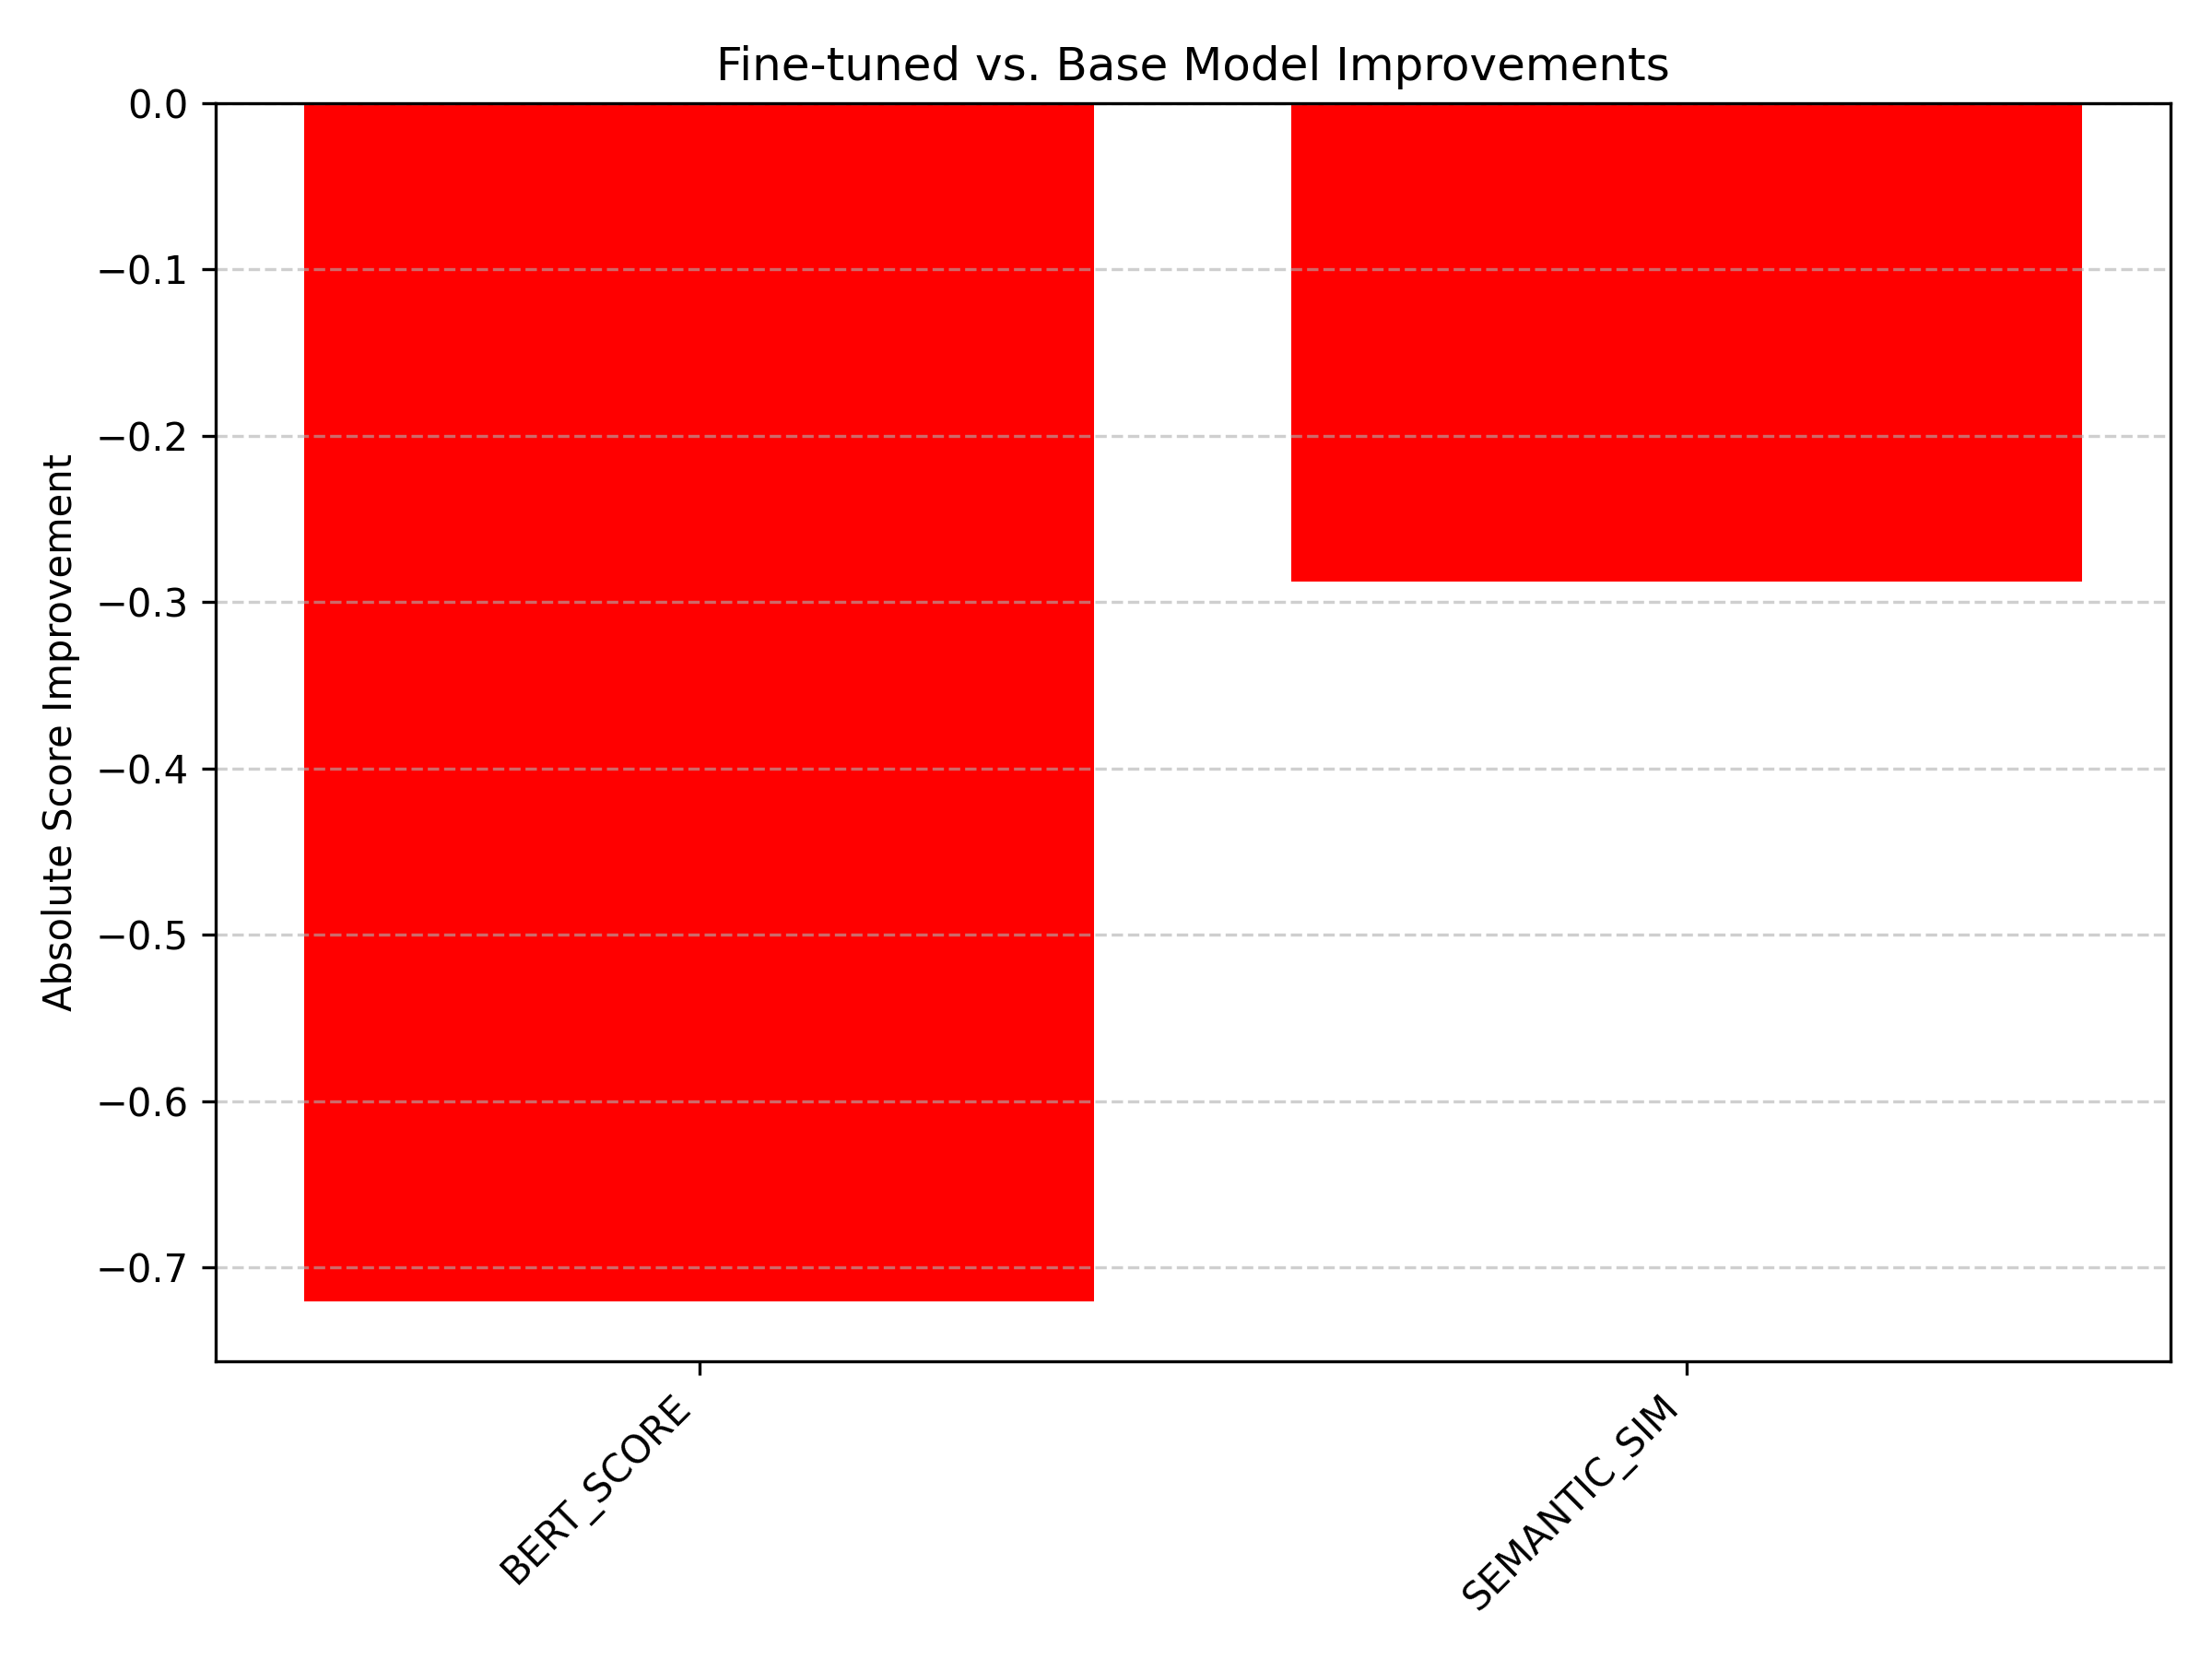 Fine-tuned vs. Base Model Improvements
Absolute Score Improvement
0.0
−0.1
−0.2
−0.3
−0.4
−0.5
−0.6
−0.7
BERT_SCORE
SEMANTIC_SIM